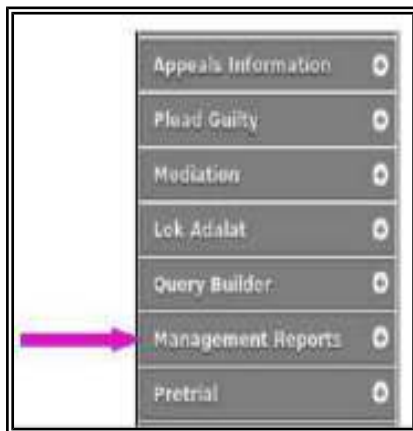 Appeals Information
Plead Guilty
Mediation
Lok Adalat
Query Builder
Management Reports
Pretrial